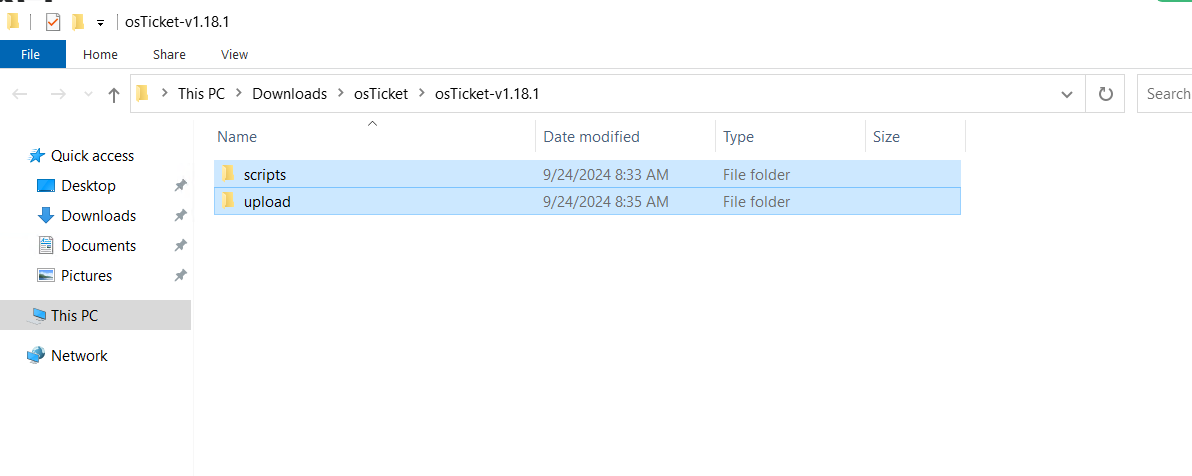 osTicket-v1.18.1
File Home Share View
This PC Downloads osTicket osTicket-v1.18.1 Search
Name Date modified Type Size
Quick access
scripts 9/24/2024 8:33 AM File folder
Desktop
upload 9/24/2024 8:35 AM File folder
Downloads
Documents
Pictures
This PC
Network